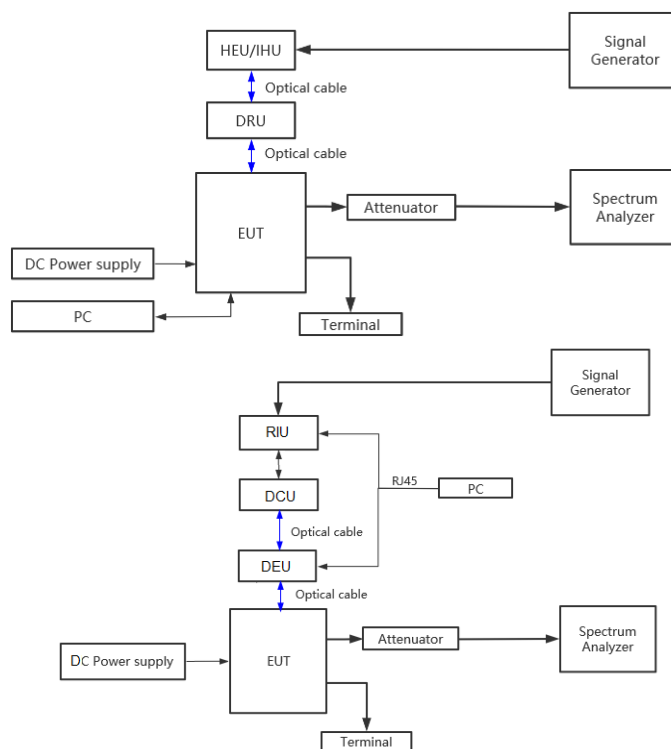 HEU/IHU
Signal
Generator
Optical cable
DRU
Optical cable
EUT
Attenuator
Spectrum
Analyzer
DC Power supply
PC
Terminal
Signal
Generator
RIU
RJ45
PC
DCU
Optical cable
DEU
Optical cable
EUT
Attenuator
Spectrum
Analyzer
DC Power supply
Terminal